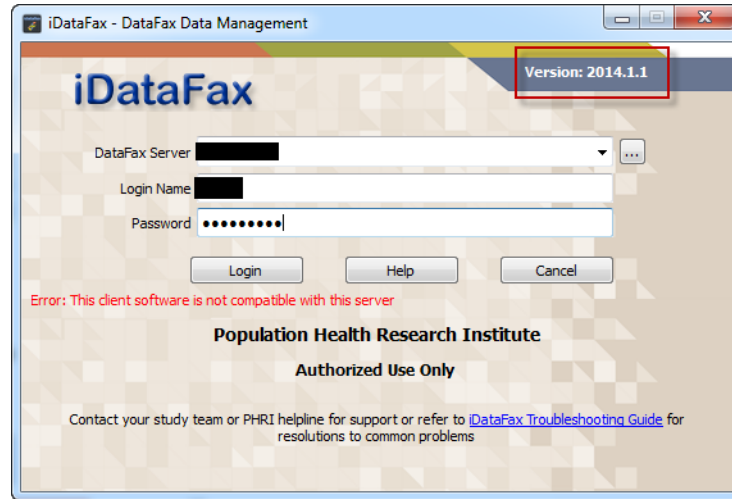 iDataFax - DataFax Data Management
Version: 2014.1.1
iDataFax
DataFax Server
Login Name
Password
Login Help Cancel
Error: This client software is not compatible with this server
Population Health Research Institute
Authorized Use Only
Contact your study team or PHRI helpline for support or refer to iDataFax Troubleshooting Guide for
resolutions to common problems